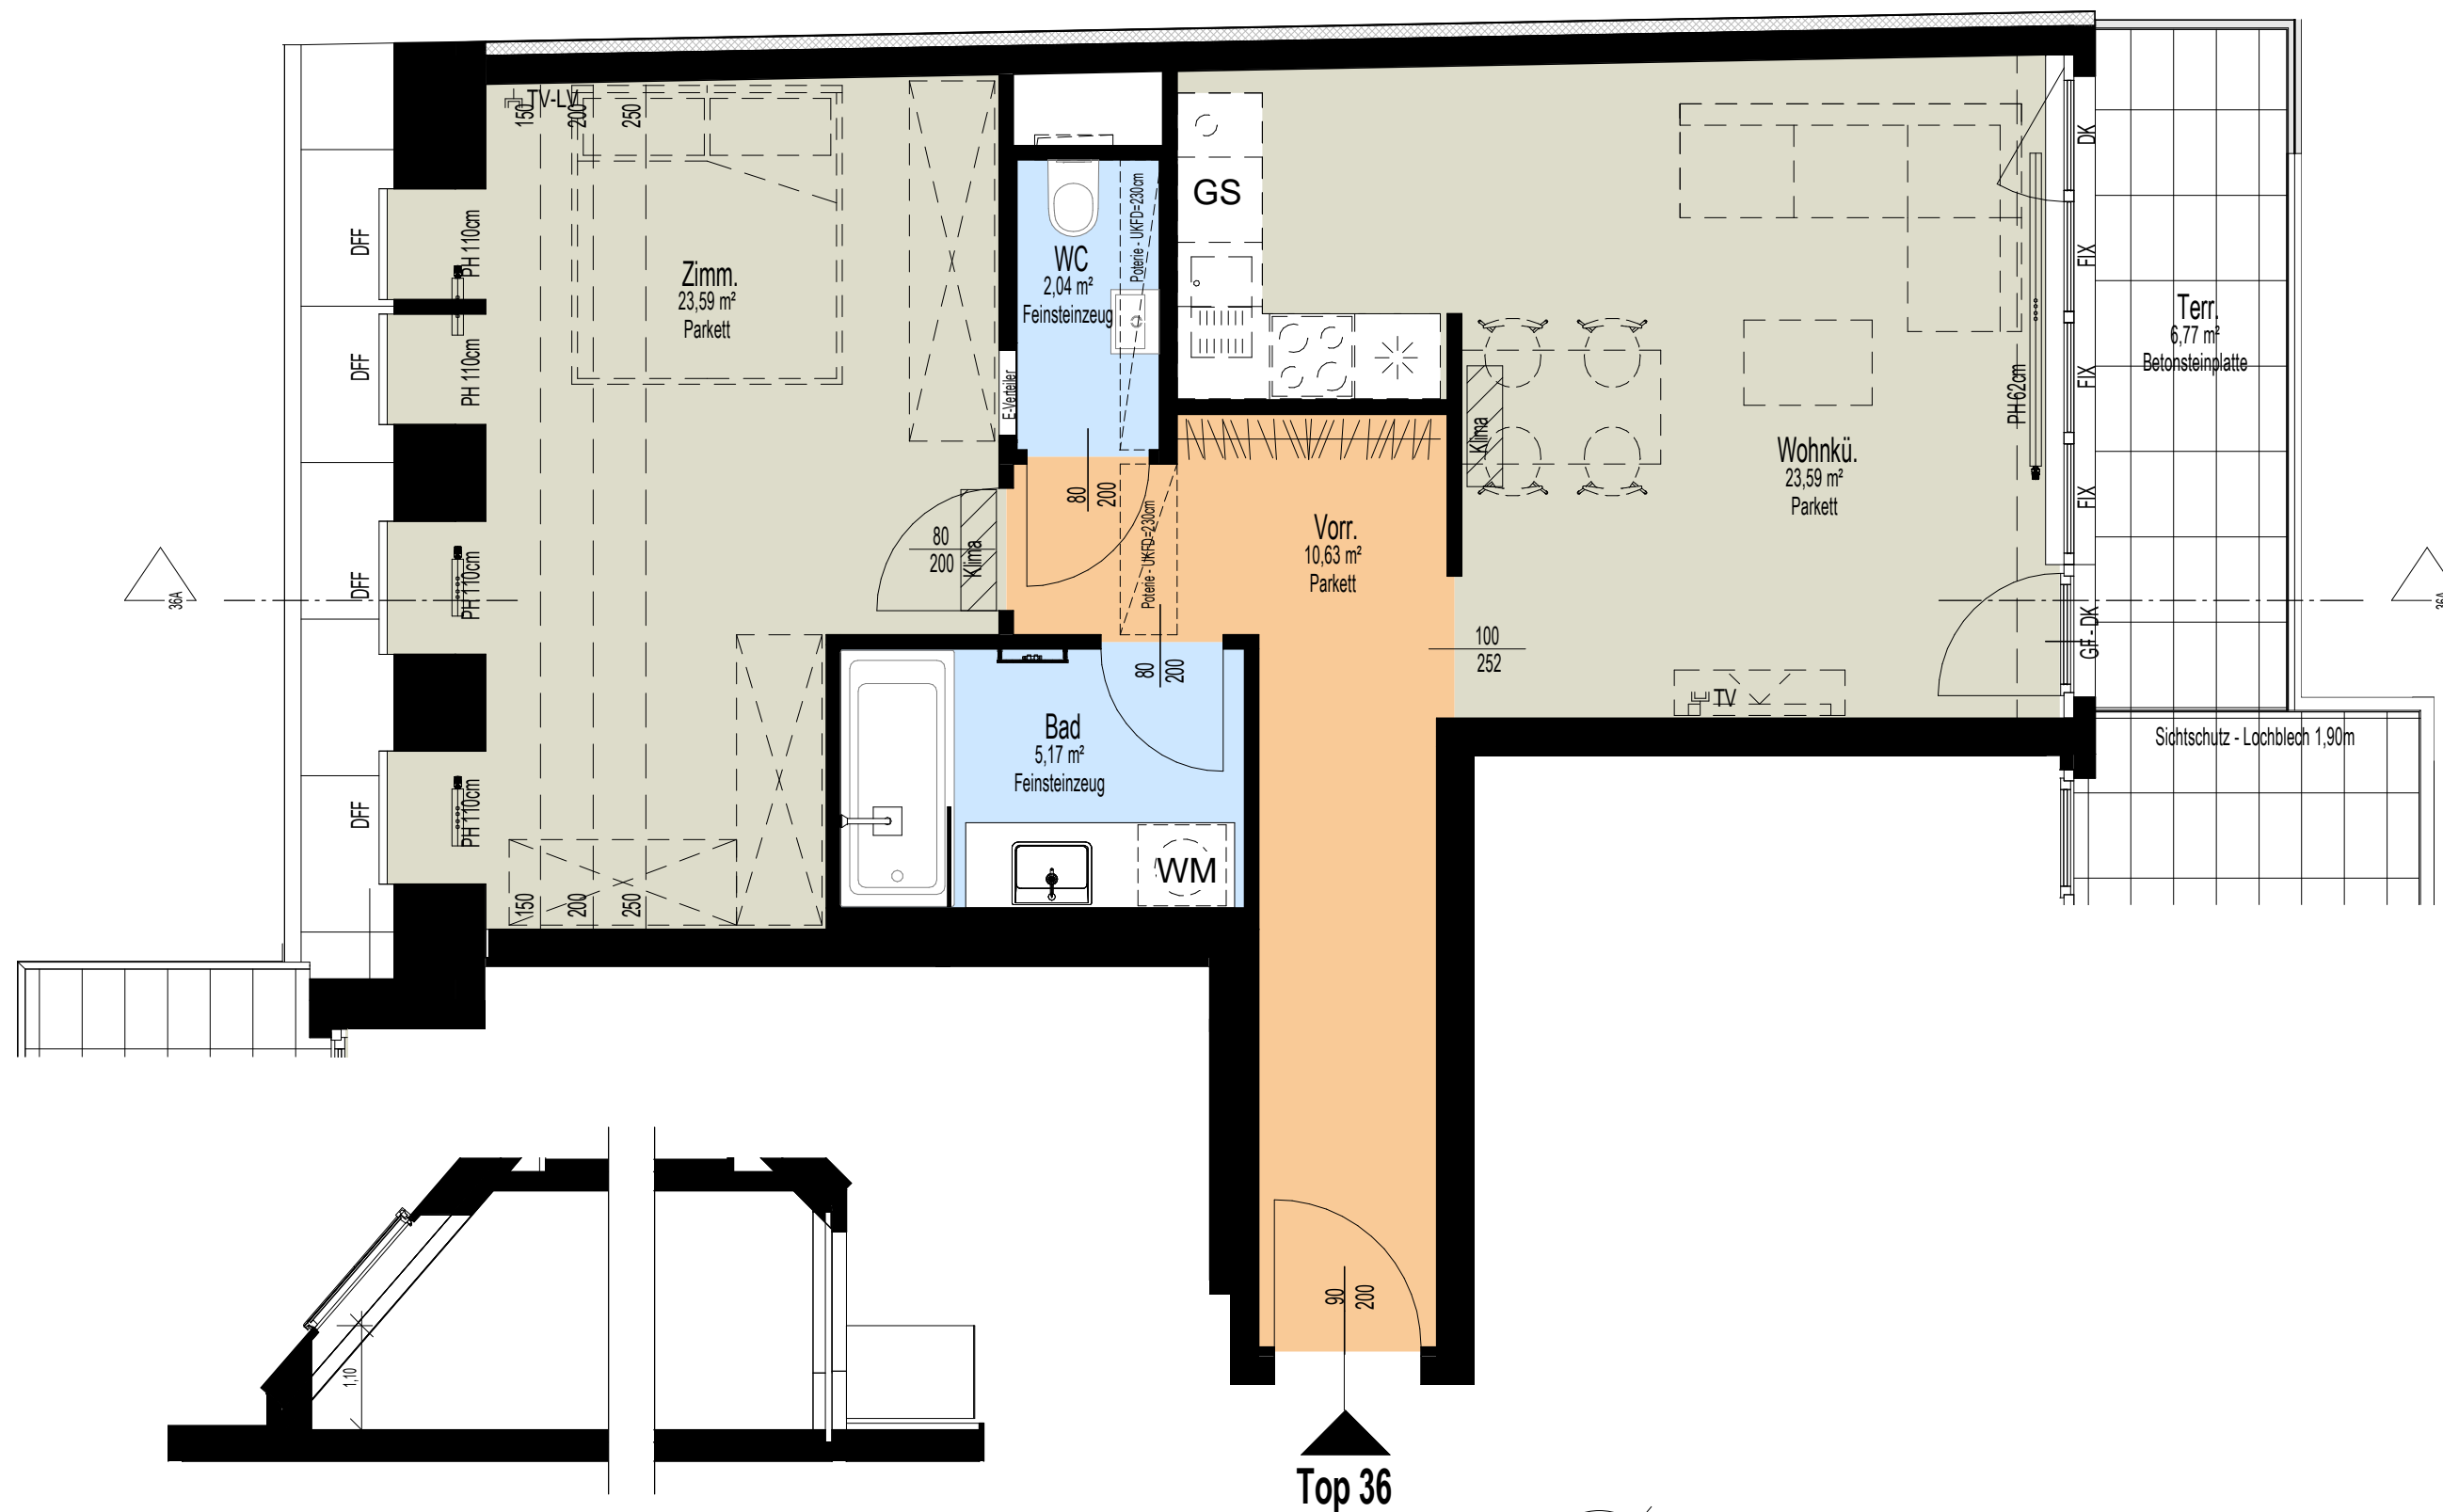 TV-LV
150
200
250
DFF
PH 110cm
DFF
PH 110cm
DFF
PH 110cm
DFF
PH 110cm
Zimm.
23,59 m²
Parkett
WC
2,04 m²
Feinsteinzeug
Poterie - UKFD=230cm
E-Verteiler
GS
80
200
80
200
Klima
Poterie - UKFD=230cm
Vorr.
10,63 m²
Parkett
Klima
Wohnkü.
23,59 m²
Parkett
PH 62cm
DK
FIX
FIX
FIX
GF - DK
Terr.
6,77 m²
Betonsteinplatte
36A
36A
100
252
TV
Sichtschutz - Lochblech 1,90m
80
200
Bad
5,17 m²
Feinsteinzeug
WM
150
200
250
90
200
1,10
Top 36